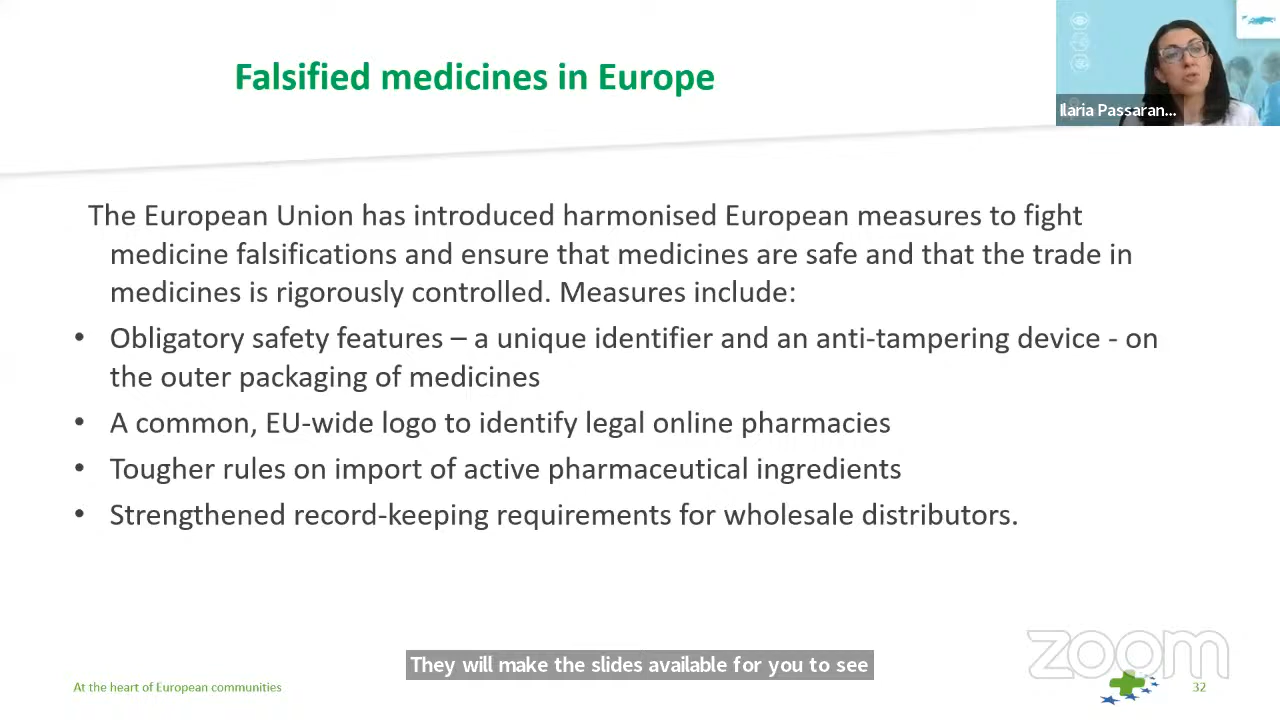 Falsified medicines in Europe
Ilaria Passaran...
The European Union has introduced harmonised European measures to fight
medicine falsifications and ensure that medicines are safe and that the trade in
medicines is rigorously controlled. Measures include:
• Obligatory safety features – a unique identifier and an anti-tampering device - on
the outer packaging of medicines
• A common, EU-wide logo to identify legal online pharmacies
• Tougher rules on import of active pharmaceutical ingredients
• Strengthened record-keeping requirements for wholesale distributors.
They will make the slides available for you to see
zoom
At the heart of European communities
32